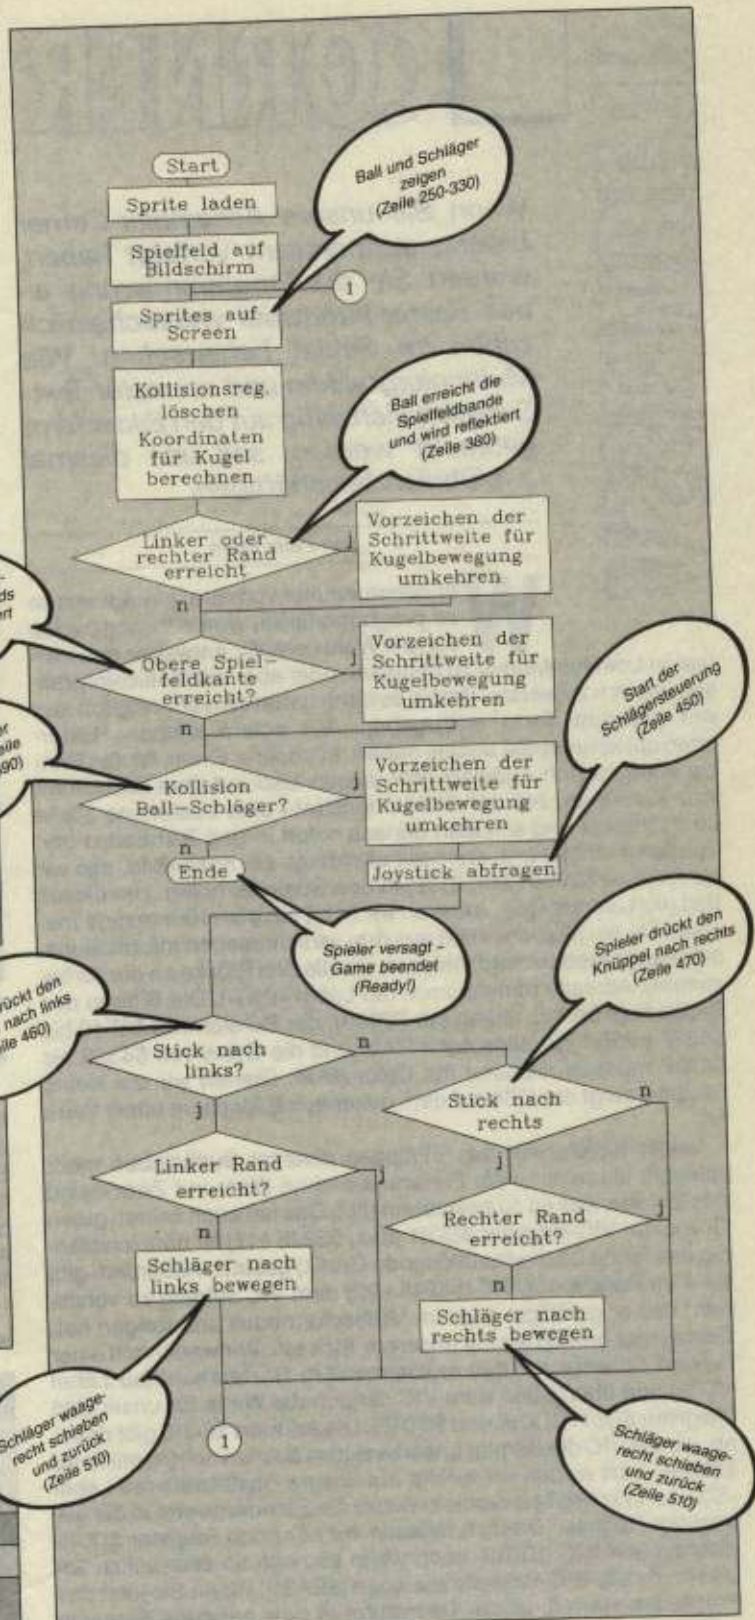 Start
Ball und Schläger
zeigen
(Zeile 250-330)
Sprite laden
Spielfeld auf
Bildschirm
1
Sprites auf
Screen
Kollisionsreg.
löschen
Koordinaten
für Kugel
berechnen
Ball erreicht die
Spielfeldbande
und wird reflektiert
(Zeile 380)
Linker oder
rechter Rand
erreicht
j
Vorzeichen der
Schrittweite für
Kugelbewegung
umkehren
n
Obere Spiel-
feldkante
erreicht?
j
Vorzeichen der
Schrittweite für
Kugelbewegung
umkehren
Start der
Schlägersteuerung
(Zeile 450)
n
Kollision
Ball-Schläger?
j
Vorzeichen der
Schrittweite für
Kugelbewegung
umkehren
n
Ende
Joystick abfragen
Spieler versagt –
Game beendet
(Ready!)
Spieler drückt den
Knüppel nach rechts
(Zeile 470)
rückt den
nach links
ile 460)
Stick nach
links?
n
j
Stick nach
rechts
n
j
Linker Rand
erreicht?
j
n
Rechter Rand
erreicht?
j
n
Schläger nach
links bewegen
Schläger nach
rechts bewegen
1
Schläger waage-
recht schieben
und zurück
(Zeile 510)
Schläger waage-
recht schieben
und zurück
(Zeile 510)